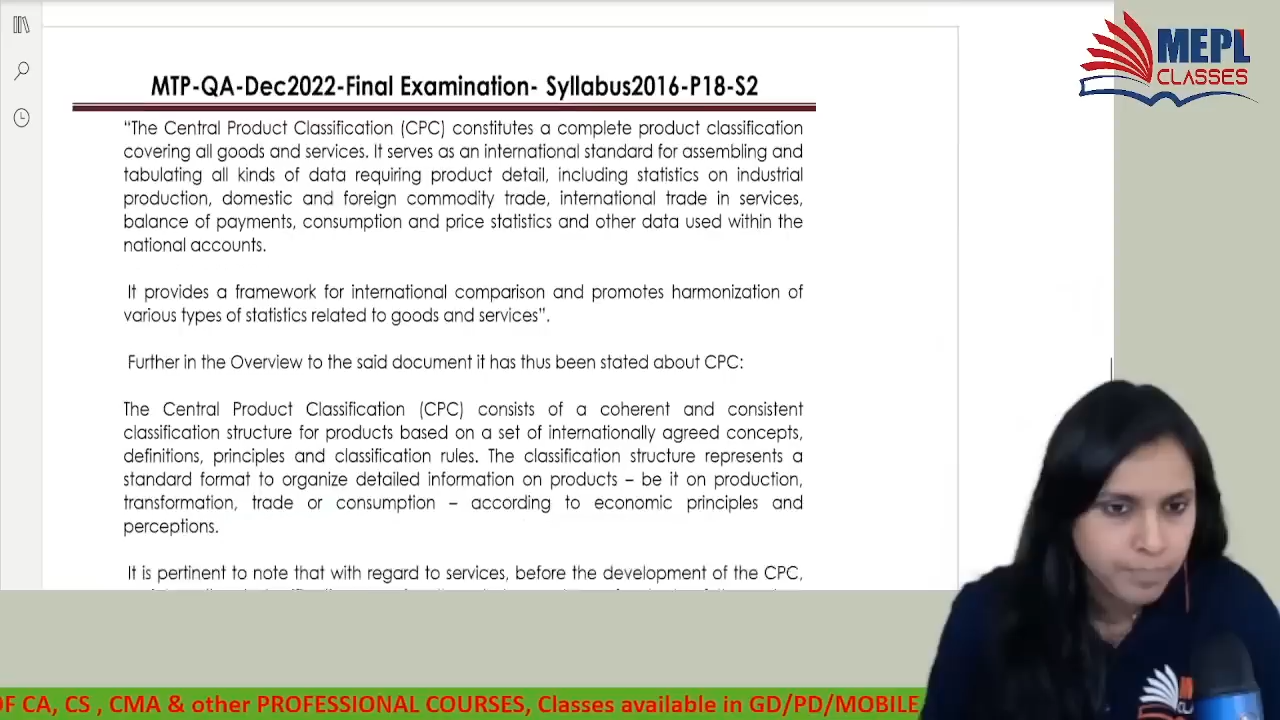 MEPL
CLASSES
MTP-QA-Dec2022-Final Examination- Syllabus2016-P18-S2
“The Central Product Classification (CPC) constitutes a complete product classification
covering all goods and services. It serves as an international standard for assembling and
tabulating all kinds of data requiring product detail, including statistics on industrial
production, domestic and foreign commodity trade, international trade in services,
balance of payments, consumption and price statistics and other data used within the
national accounts.
It provides a framework for international comparison and promotes harmonization of
various types of statistics related to goods and services”.
Further in the Overview to the said document it has thus been stated about CPC:
The Central Product Classification (CPC) consists of a coherent and consistent
classification structure for products based on a set of internationally agreed concepts,
definitions, principles and classification rules. The classification structure represents a
standard format to organize detailed information on products – be it on production,
transformation, trade or consumption – according to economic principles and
perceptions.
It is pertinent to note that with regard to services, before the development of the CPC,
OF CA, CS , CMA & other PROFESSIONAL COURSES, Classes available in GD/PD/MOBILE